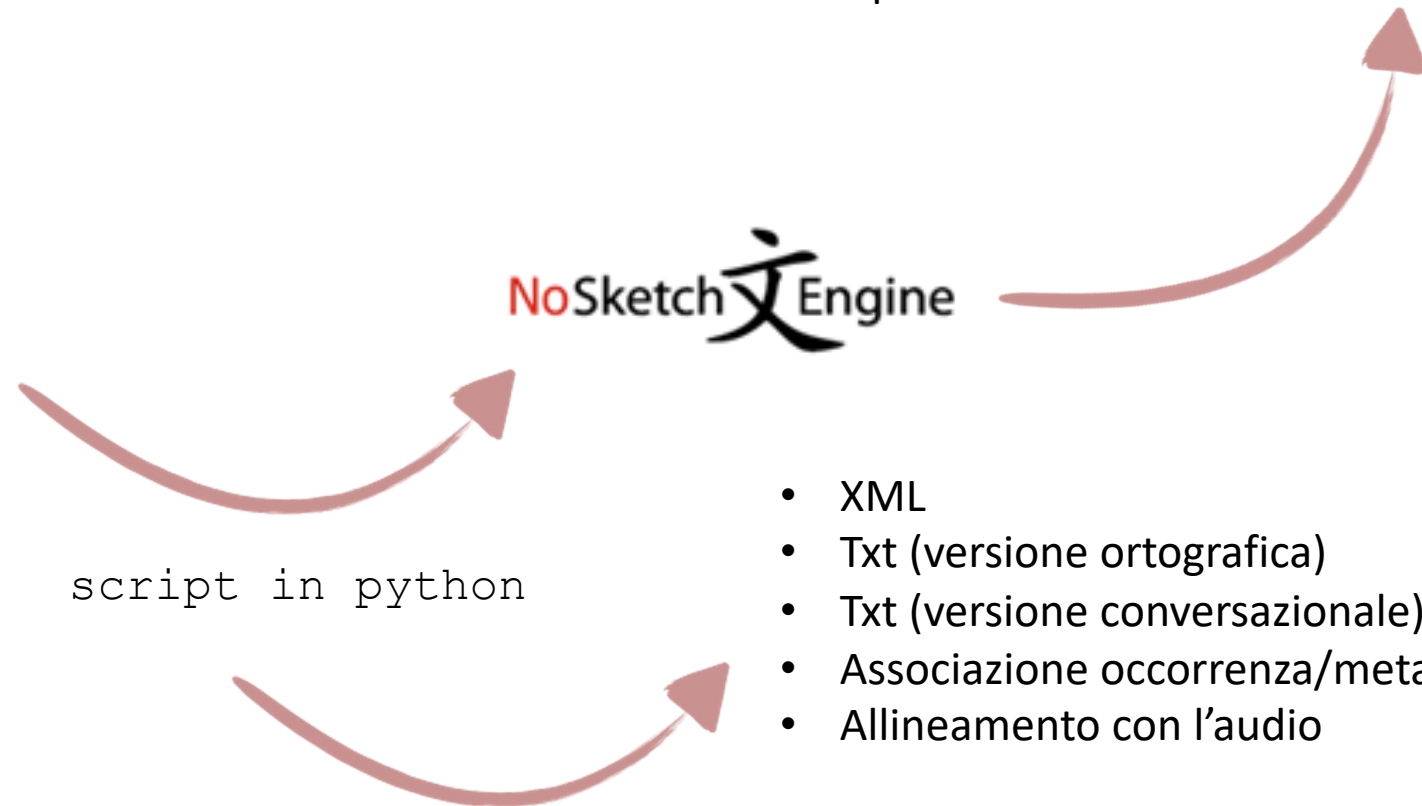 NoSketch文Engine
• XML
script in python
• Txt (versione ortografica)
• Txt (versione conversazionale)
• Associazione occorrenza/meta
• Allineamento con l’audio